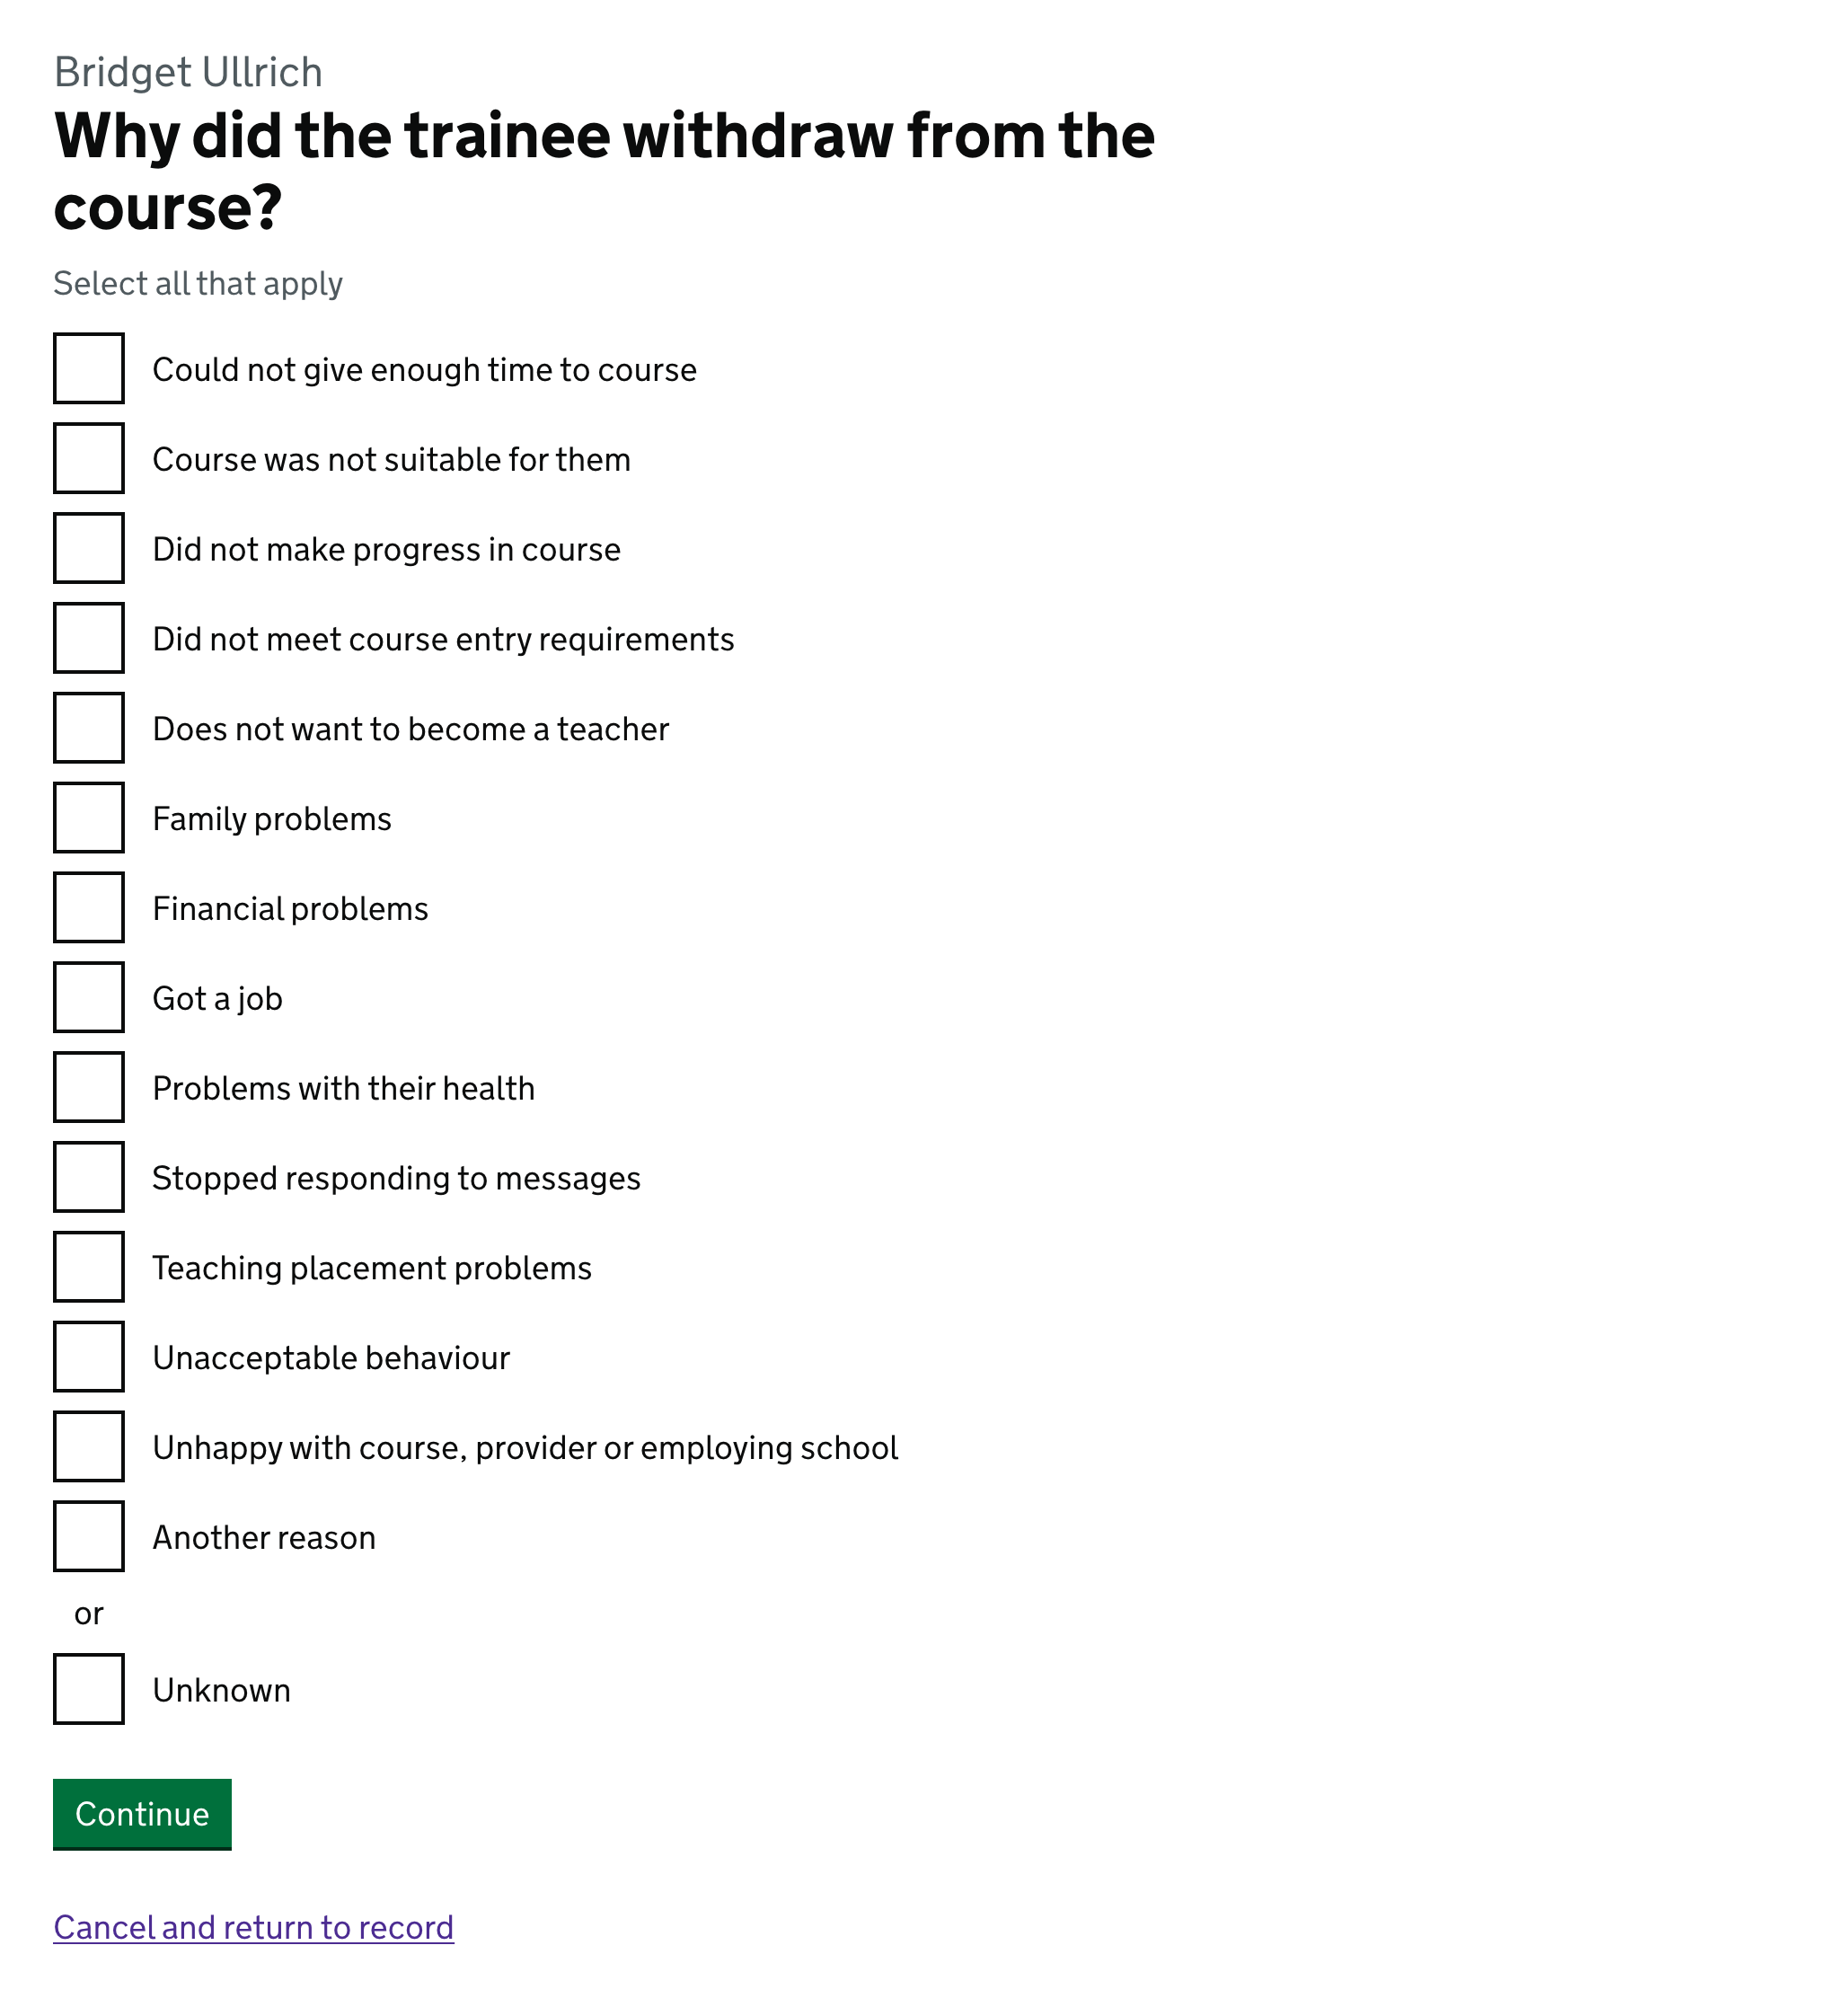 Bridget Ullrich
Why did the trainee withdraw from the
course?
Select all that apply
Could not give enough time to course
Course was not suitable for them
Did not make progress in course
Did not meet course entry requirements
Does not want to become a teacher
Family problems
Financial problems
Got a job
Problems with their health
Stopped responding to messages
Teaching placement problems
Unacceptable behaviour
Unhappy with course, provider or employing school
Another reason
or
Unknown
Continue
Cancel and return to record